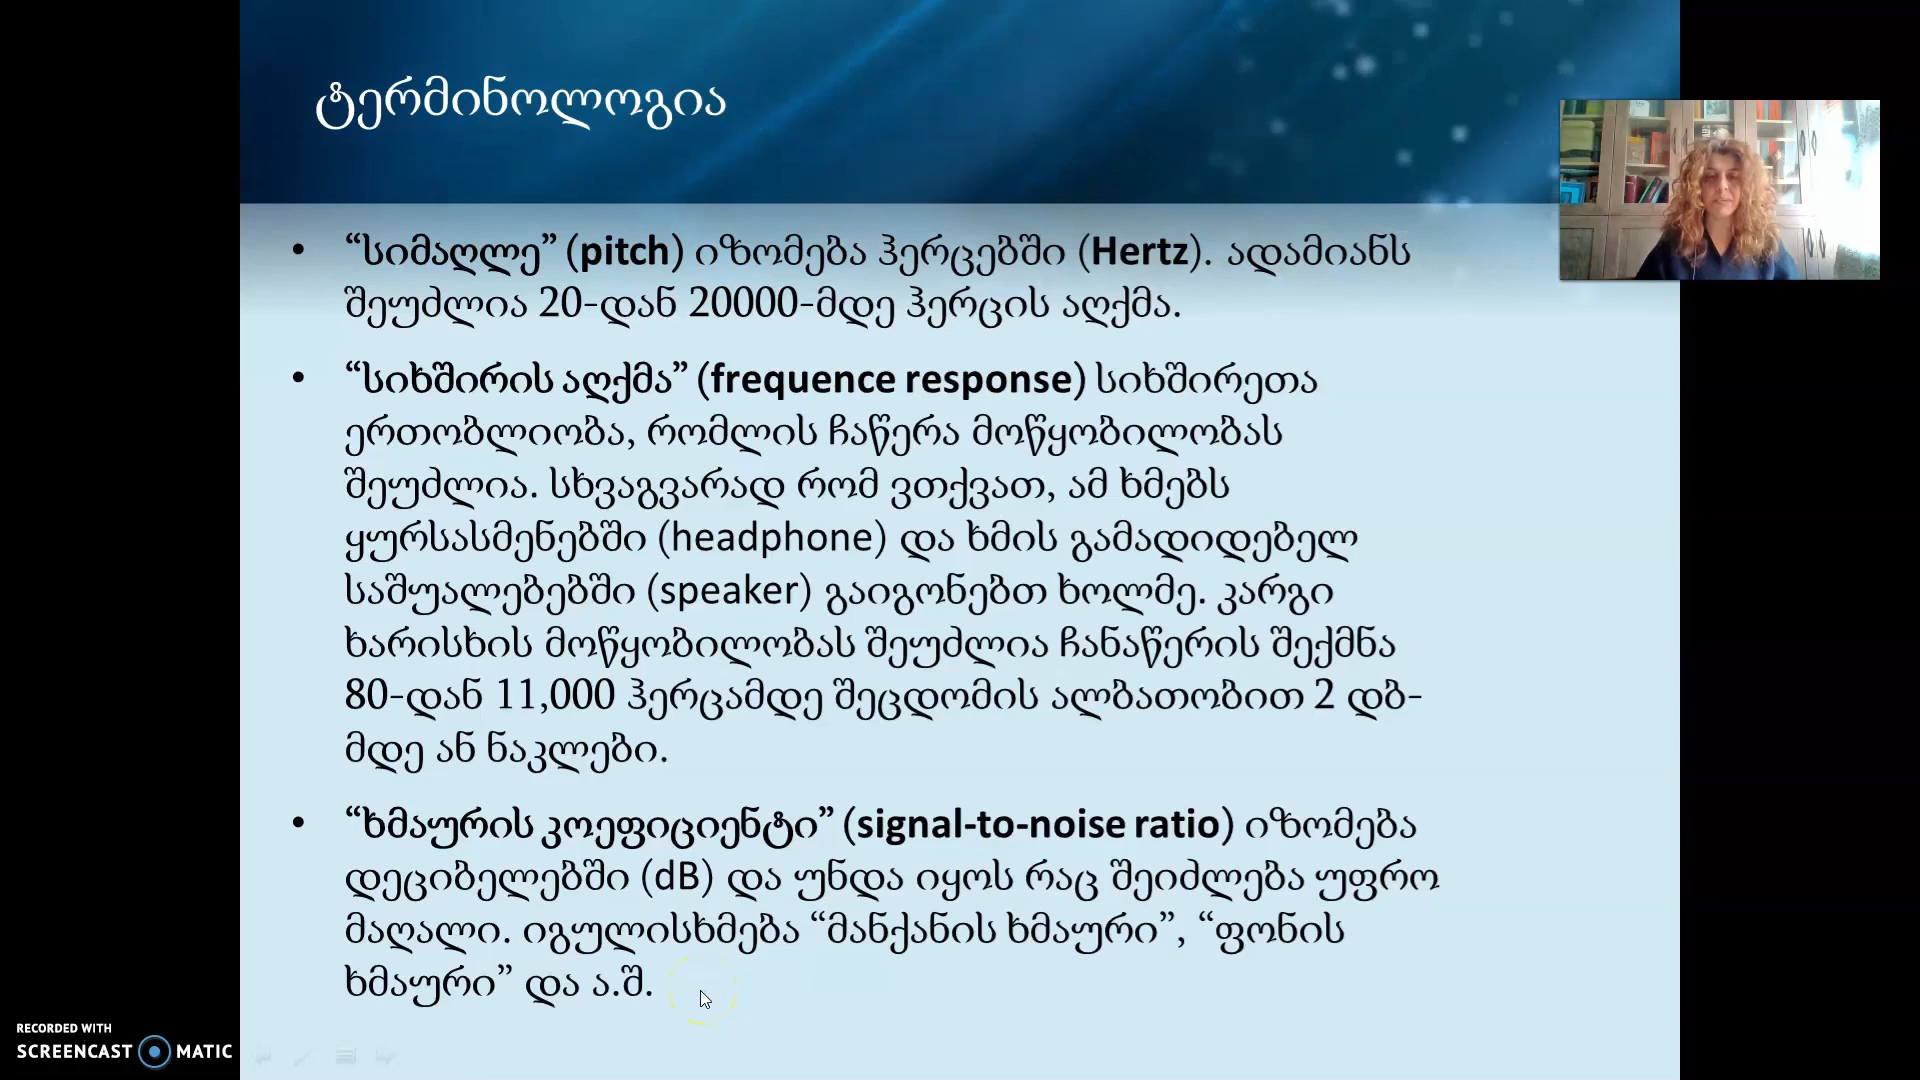 ტერმინოლოგია
• “სიმაღლე” (pitch) იზომება ჰერცებში (Hertz). ადამიანს
შეუძლია 20-დან 20000-მდე ჰერცის აღქმა.
• “სიხშირის აღქმა” (frequence response) სიხშირეთა
ერთობლიობა, რომლის ჩაწერა მოწყობილობას
შეუძლია. სხვაგვარად რომ ვთქვათ, ამ ხმებს
ყურსასმენებში (headphone) და ხმის გამადიდებელ
საშუალებებში (speaker) გაიგონებთ ხოლმე. კარგი
ხარისხის მოწყობილობას შეუძლია ჩანაწერის შექმნა
80-დან 11,000 ჰერცამდე შეცდომის ალბათობით 2 დბ-
მდე ან ნაკლები.
• “ხმაურის კოეფიციენტი” (signal-to-noise ratio) იზომება
დეციბელებში (dB) და უნდა იყოს რაც შეიძლება უფრო
მაღალი. იგულისხმება “მანქანის ხმაური”, “ფონის
ხმაური” და ა.შ.
RECORDED WITH
SCREENCAST MATIC